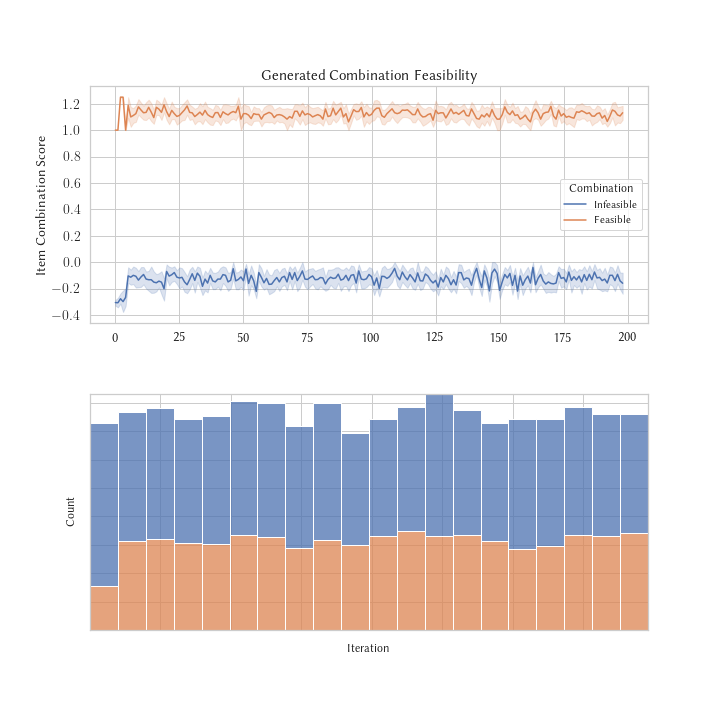 Generated Combination Feasibility
Item Combination Score
1.2
1.0
0.8
0.6
0.4
0.2
0.0
−0.2
−0.4
Combination
Infeasible
Feasible
0 25 50 75 100 125 150 175 200
Count
Iteration